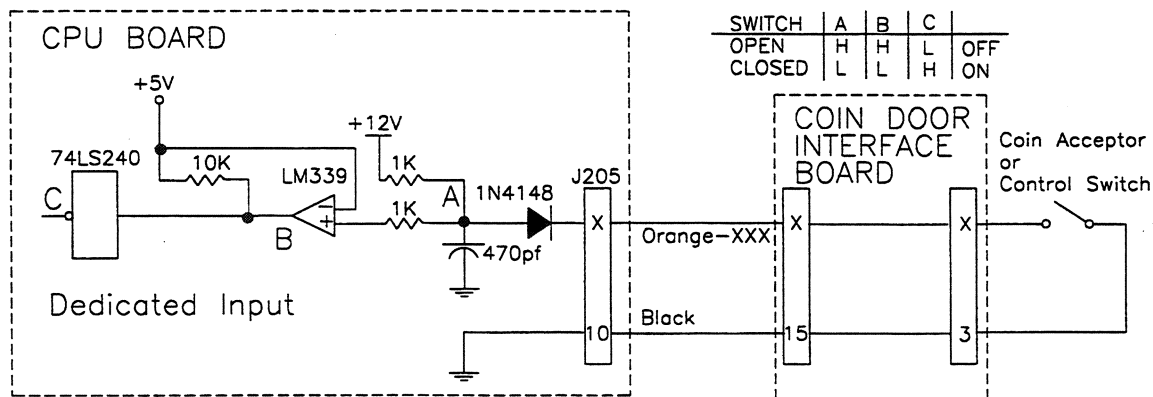 CPU BOARD
SWITCH A B C
OPEN H H L OFF
CLOSED L L H ON
+5V
+12V
74LS240
10K
LM339
1K
A
1N4148
J205
COIN DOOR
INTERFACE
BOARD
Coin Acceptor
or
Control Switch
C
B
−
+
1K
470pf
X
Orange-XXX
X
X
Dedicated Input
Black
10
15
3